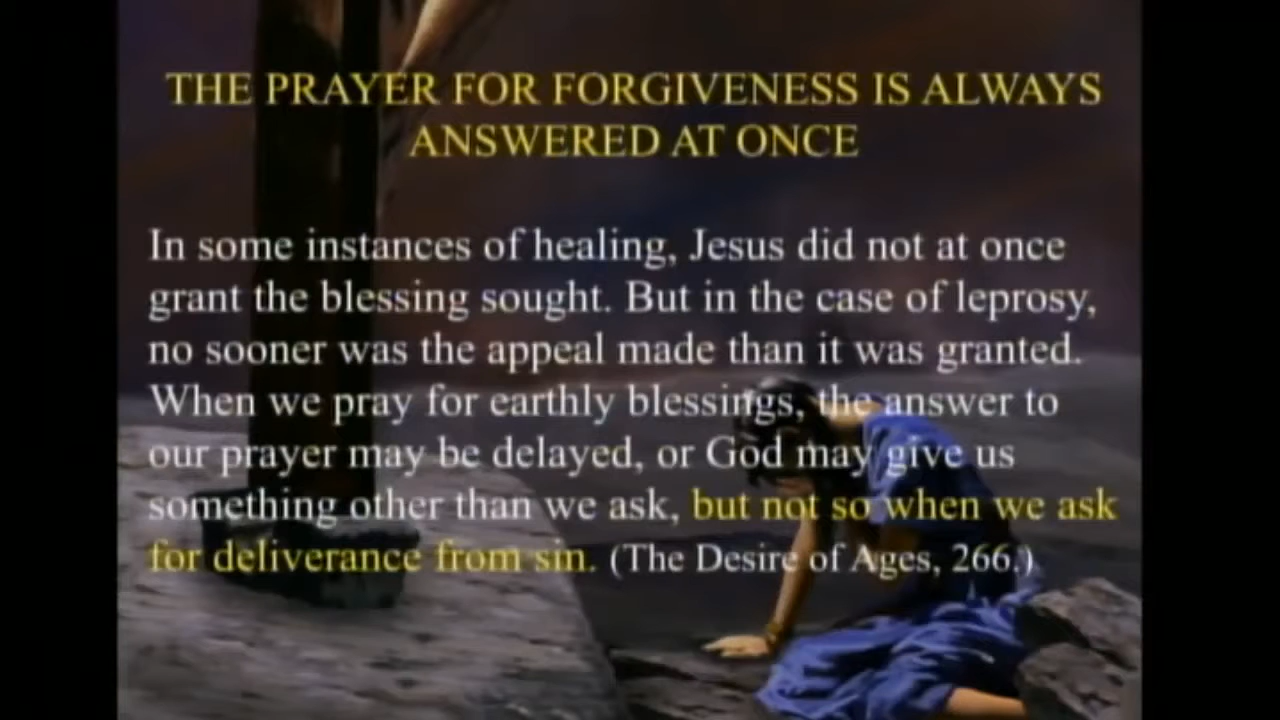 THE PRAYER FOR FORGIVENESS IS ALWAYS
ANSWERED AT ONCE
In some instances of healing, Jesus did not at once
grant the blessing sought. But in the case of leprosy,
no sooner was the appeal made than it was granted.
When we pray for earthly blessings, the answer to
our prayer may be delayed, or God may give us
something other than we ask, but not so when we ask
for deliverance from sin. (The Desire of Ages, 266.)